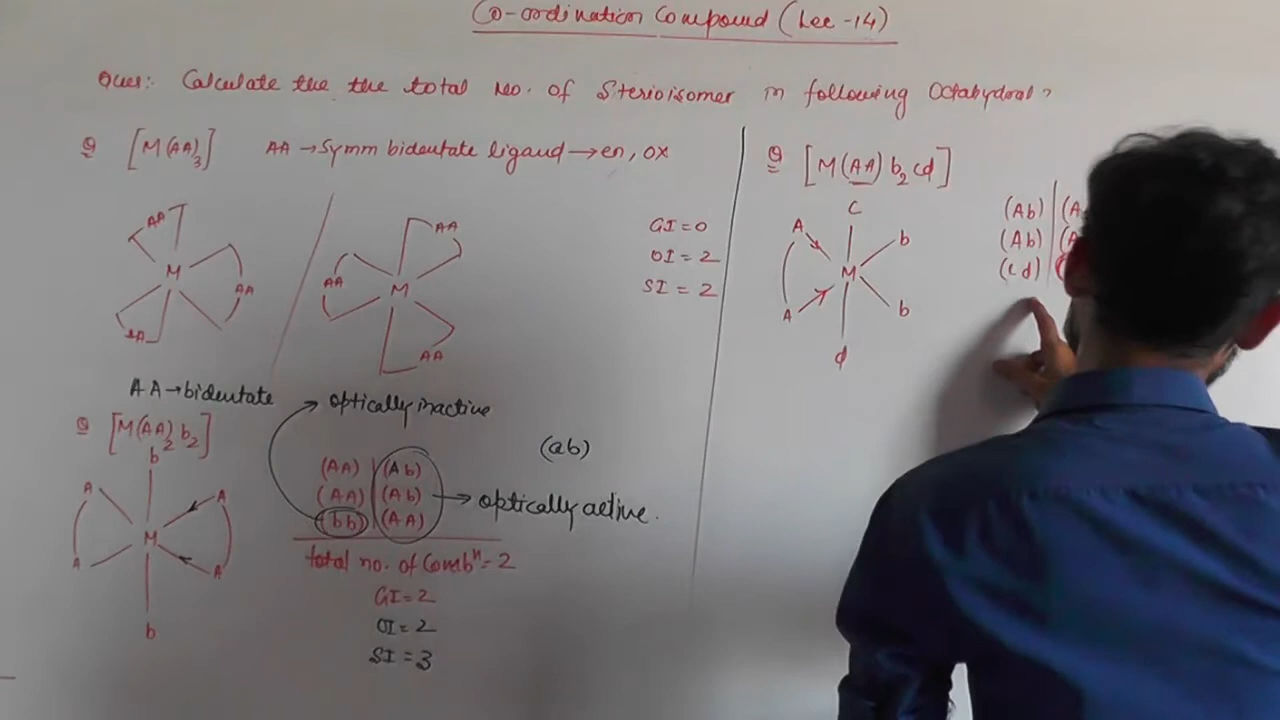 Co-ordination Compound (Lec-14)
Ques:. Calculate the the total No. of Sterioisomer in following Octahydral?
Q [M(AA)3] AA → Symm bidentate ligand → en, ox
AA
M
AA
AA
AA
AA
M
AA
GI = 0
OI = 2
SI = 2
AA → bidentate
Q [M(AA)2 b2]
b
A
A
M
A
A
b
optically inactive
(ab)
(AA) (Ab)
(AA) (Ab) → optically active.
(bb) (AA)
total no. of Combⁿ = 2
GI = 2
OI = 2
SI = 3
Q [M(AA) b2 cd]
c
A b
M
A b
d
(Ab) (A
(Ab) (A
(cd)